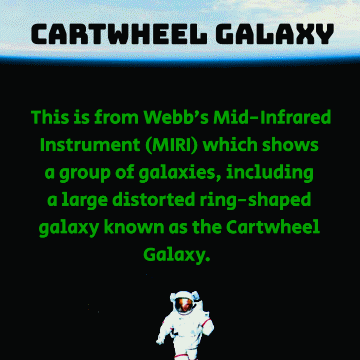 CARTWHEEL GALAXY
This is from Webb's Mid-Infrared
Instrument (MIRI) which shows
a group of galaxies, including
a large distorted ring-shaped
galaxy known as the Cartwheel
Galaxy.